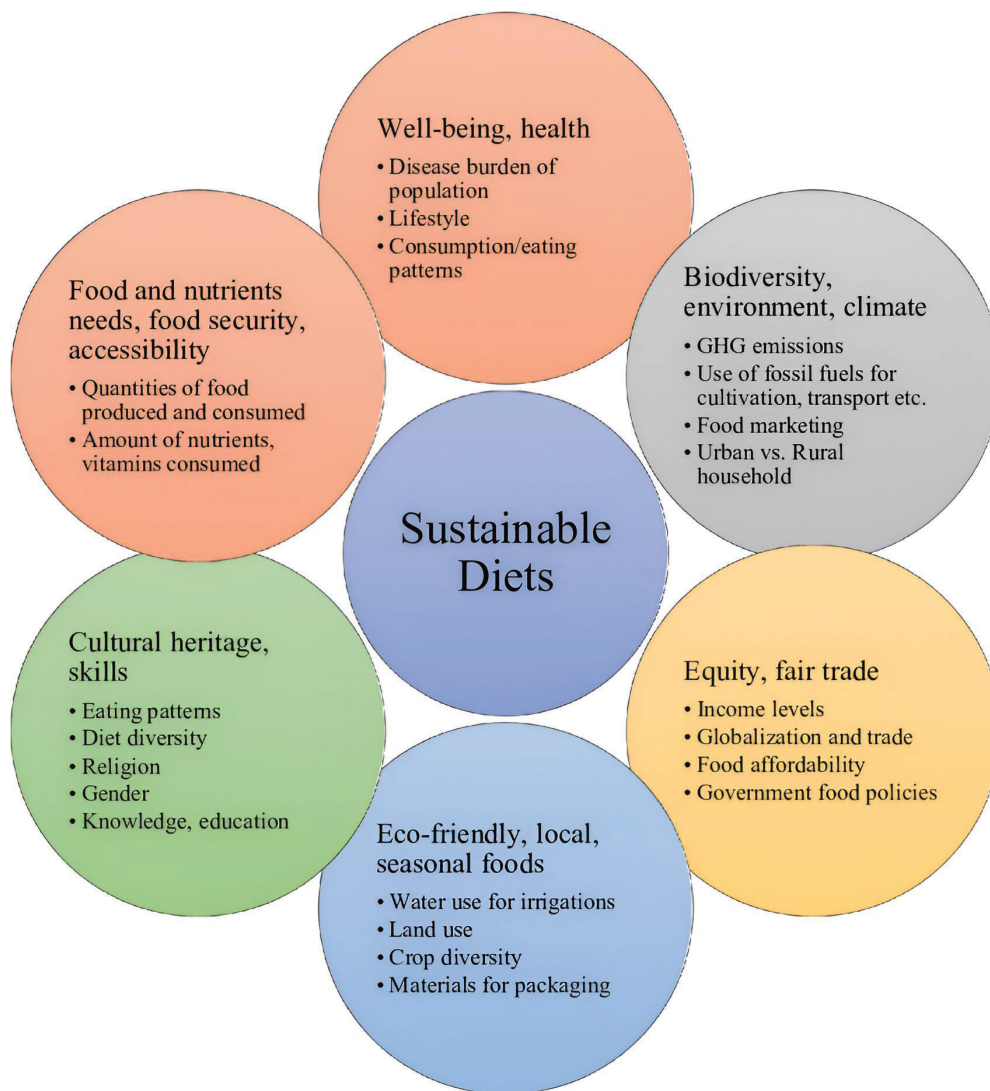 Well-being, health
• Disease burden of
population
• Lifestyle
• Consumption/eating
patterns
Biodiversity,
environment, climate
• GHG emissions
• Use of fossil fuels for
cultivation, transport etc.
• Food marketing
• Urban vs. Rural
household
Equity, fair trade
• Income levels
• Globalization and trade
• Food affordability
• Government food policies
Eco-friendly, local,
seasonal foods
• Water use for irrigations
• Land use
• Crop diversity
• Materials for packaging
Cultural heritage,
skills
• Eating patterns
• Diet diversity
• Religion
• Gender
• Knowledge, education
Food and nutrients
needs, food security,
accessibility
• Quantities of food
produced and consumed
• Amount of nutrients,
vitamins consumed
Sustainable
Diets